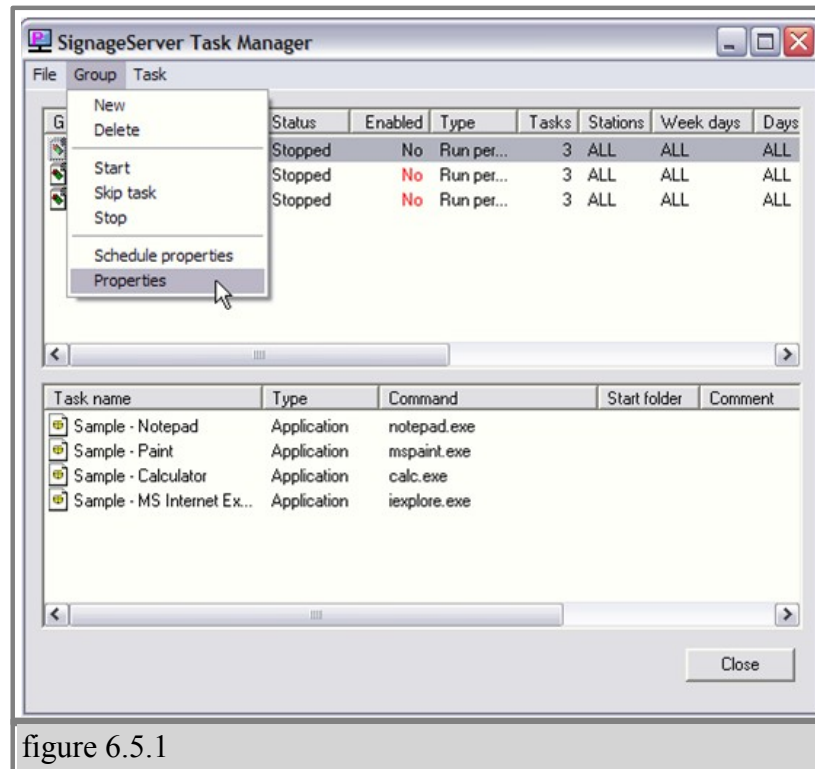 SignageServer Task Manager
File Group Task
New
Delete
Start
Skip task
Stop
Schedule properties
Properties
G Status Enabled Type Tasks Stations Week days Days
Stopped No Run per... 3 ALL ALL ALL
Stopped No Run per... 3 ALL ALL ALL
Stopped No Run per... 3 ALL ALL ALL
Task name Type Command Start folder Comment
Sample - Notepad Application notepad.exe
Sample - Paint Application mspaint.exe
Sample - Calculator Application calc.exe
Sample - MS Internet Ex... Application iexplore.exe
Close
figure 6.5.1